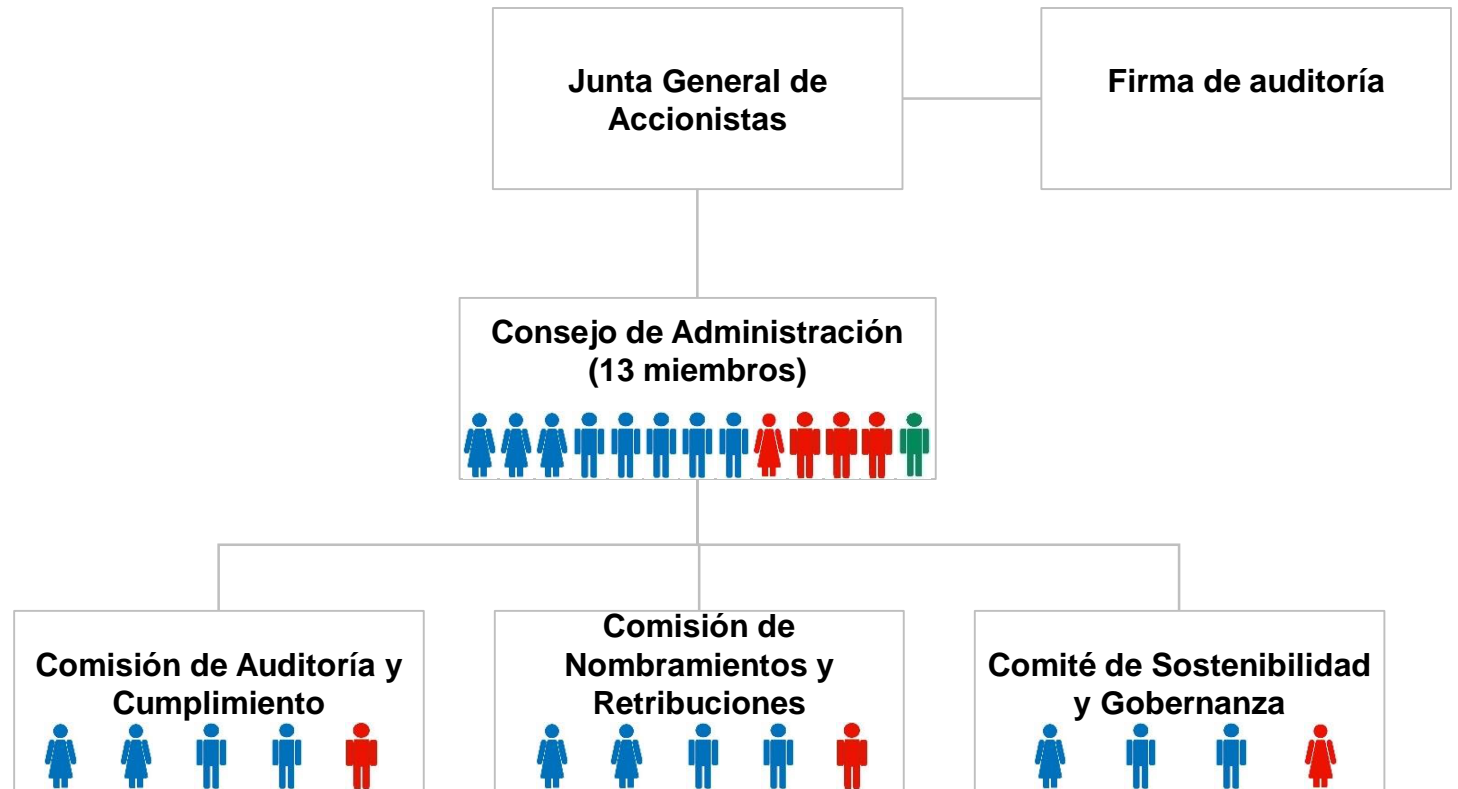 Junta General de
Accionistas
Firma de auditoría
Consejo de Administración
(13 miembros)
Comisión de Auditoría y
Cumplimiento
Comisión de
Nombramientos y
Retribuciones
Comité de Sostenibilidad
y Gobernanza